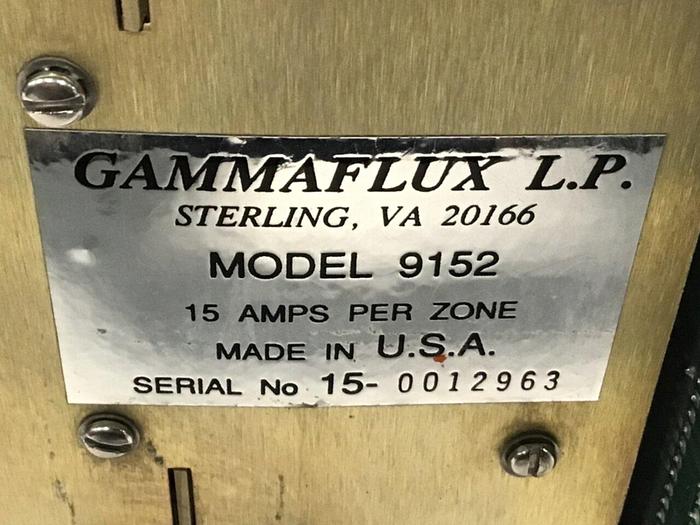 GAMMAFLUX L.P.
STERLING, VA 20166
MODEL 9152
15 AMPS PER ZONE
MADE IN U.S.A.
SERIAL No 15- 0012963